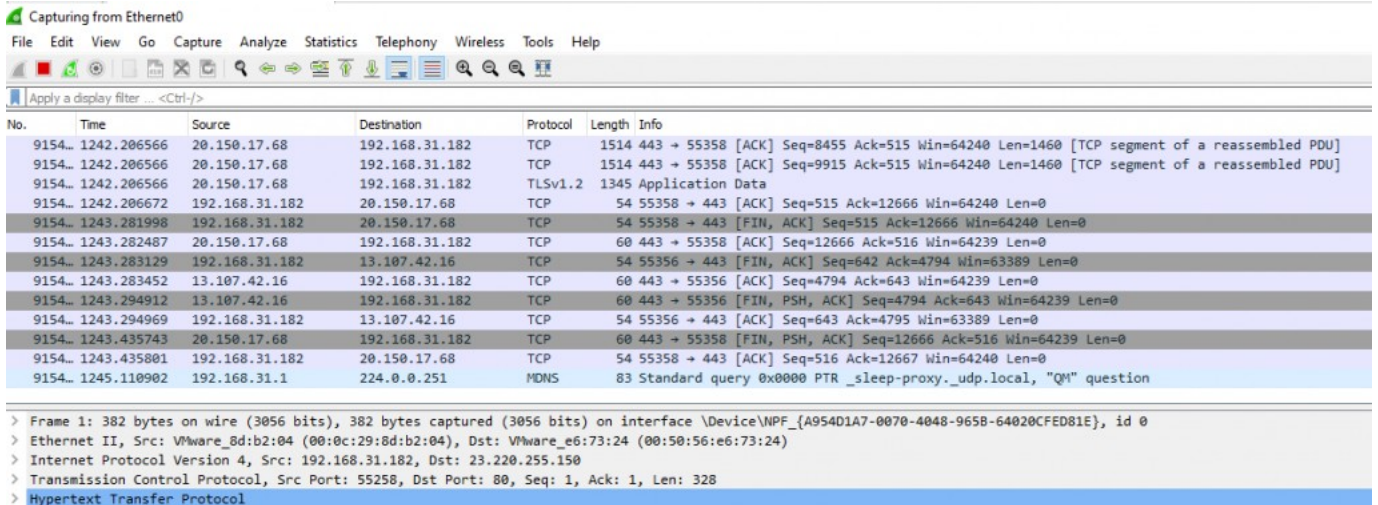 Capturing from Ethernet0
File Edit View Go Capture Analyze Statistics Telephony Wireless Tools Help
Apply a display filter ... <Ctrl-/>
No. Time Source Destination Protocol Length Info
9154… 1242.206566 20.150.17.68 192.168.31.182 TCP 1514 443 → 55358 [ACK] Seq=8455 Ack=515 Win=64240 Len=1460 [TCP segment of a reassembled PDU]
9154… 1242.206566 20.150.17.68 192.168.31.182 TCP 1514 443 → 55358 [ACK] Seq=9915 Ack=515 Win=64240 Len=1460 [TCP segment of a reassembled PDU]
9154… 1242.206566 20.150.17.68 192.168.31.182 TLSv1.2 1345 Application Data
9154… 1242.206672 192.168.31.182 20.150.17.68 TCP 54 55358 → 443 [ACK] Seq=515 Ack=12666 Win=64240 Len=0
9154… 1243.281998 192.168.31.182 20.150.17.68 TCP 54 55358 → 443 [FIN, ACK] Seq=515 Ack=12666 Win=64240 Len=0
9154… 1243.282487 20.150.17.68 192.168.31.182 TCP 60 443 → 55358 [ACK] Seq=12666 Ack=516 Win=64239 Len=0
9154… 1243.283129 192.168.31.182 13.107.42.16 TCP 54 55356 → 443 [FIN, ACK] Seq=642 Ack=4794 Win=63389 Len=0
9154… 1243.283452 13.107.42.16 192.168.31.182 TCP 60 443 → 55356 [ACK] Seq=4794 Ack=643 Win=64239 Len=0
9154… 1243.294912 13.107.42.16 192.168.31.182 TCP 60 443 → 55356 [FIN, PSH, ACK] Seq=4794 Ack=643 Win=64239 Len=0
9154… 1243.294969 192.168.31.182 13.107.42.16 TCP 54 55356 → 443 [ACK] Seq=643 Ack=4795 Win=63389 Len=0
9154… 1243.435743 20.150.17.68 192.168.31.182 TCP 60 443 → 55358 [FIN, PSH, ACK] Seq=12666 Ack=516 Win=64239 Len=0
9154… 1243.435801 192.168.31.182 20.150.17.68 TCP 54 55358 → 443 [ACK] Seq=516 Ack=12667 Win=64240 Len=0
9154… 1245.110902 192.168.31.1 224.0.0.251 MDNS 83 Standard query 0x0000 PTR _sleep-proxy._udp.local, "QM" question
> Frame 1: 382 bytes on wire (3056 bits), 382 bytes captured (3056 bits) on interface \Device\NPF_{A954D1A7-0070-4048-965B-64020CFED81E}, id 0
> Ethernet II, Src: VMware_8d:b2:04 (00:0c:29:8d:b2:04), Dst: VMware_e6:73:24 (00:50:56:e6:73:24)
> Internet Protocol Version 4, Src: 192.168.31.182, Dst: 23.220.255.150
> Transmission Control Protocol, Src Port: 55258, Dst Port: 80, Seq: 1, Ack: 1, Len: 328
> Hypertext Transfer Protocol